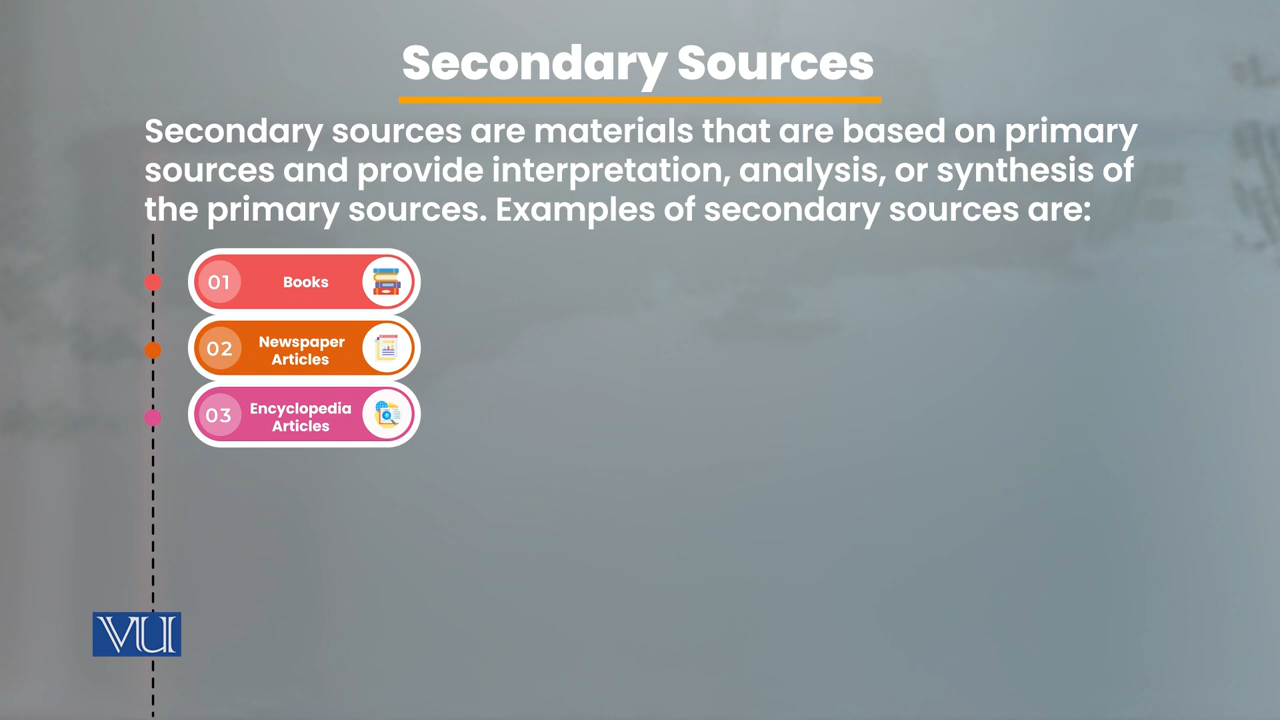 Secondary Sources
Secondary sources are materials that are based on primary
sources and provide interpretation, analysis, or synthesis of
the primary sources. Examples of secondary sources are:
01 Books
02 Newspaper
Articles
03 Encyclopedia
Articles
VU